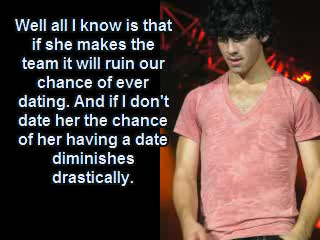 Well all I know is that
if she makes the
team it will ruin our
chance of ever
dating. And if I don't
date her the chance
of her having a date
diminishes
drastically.